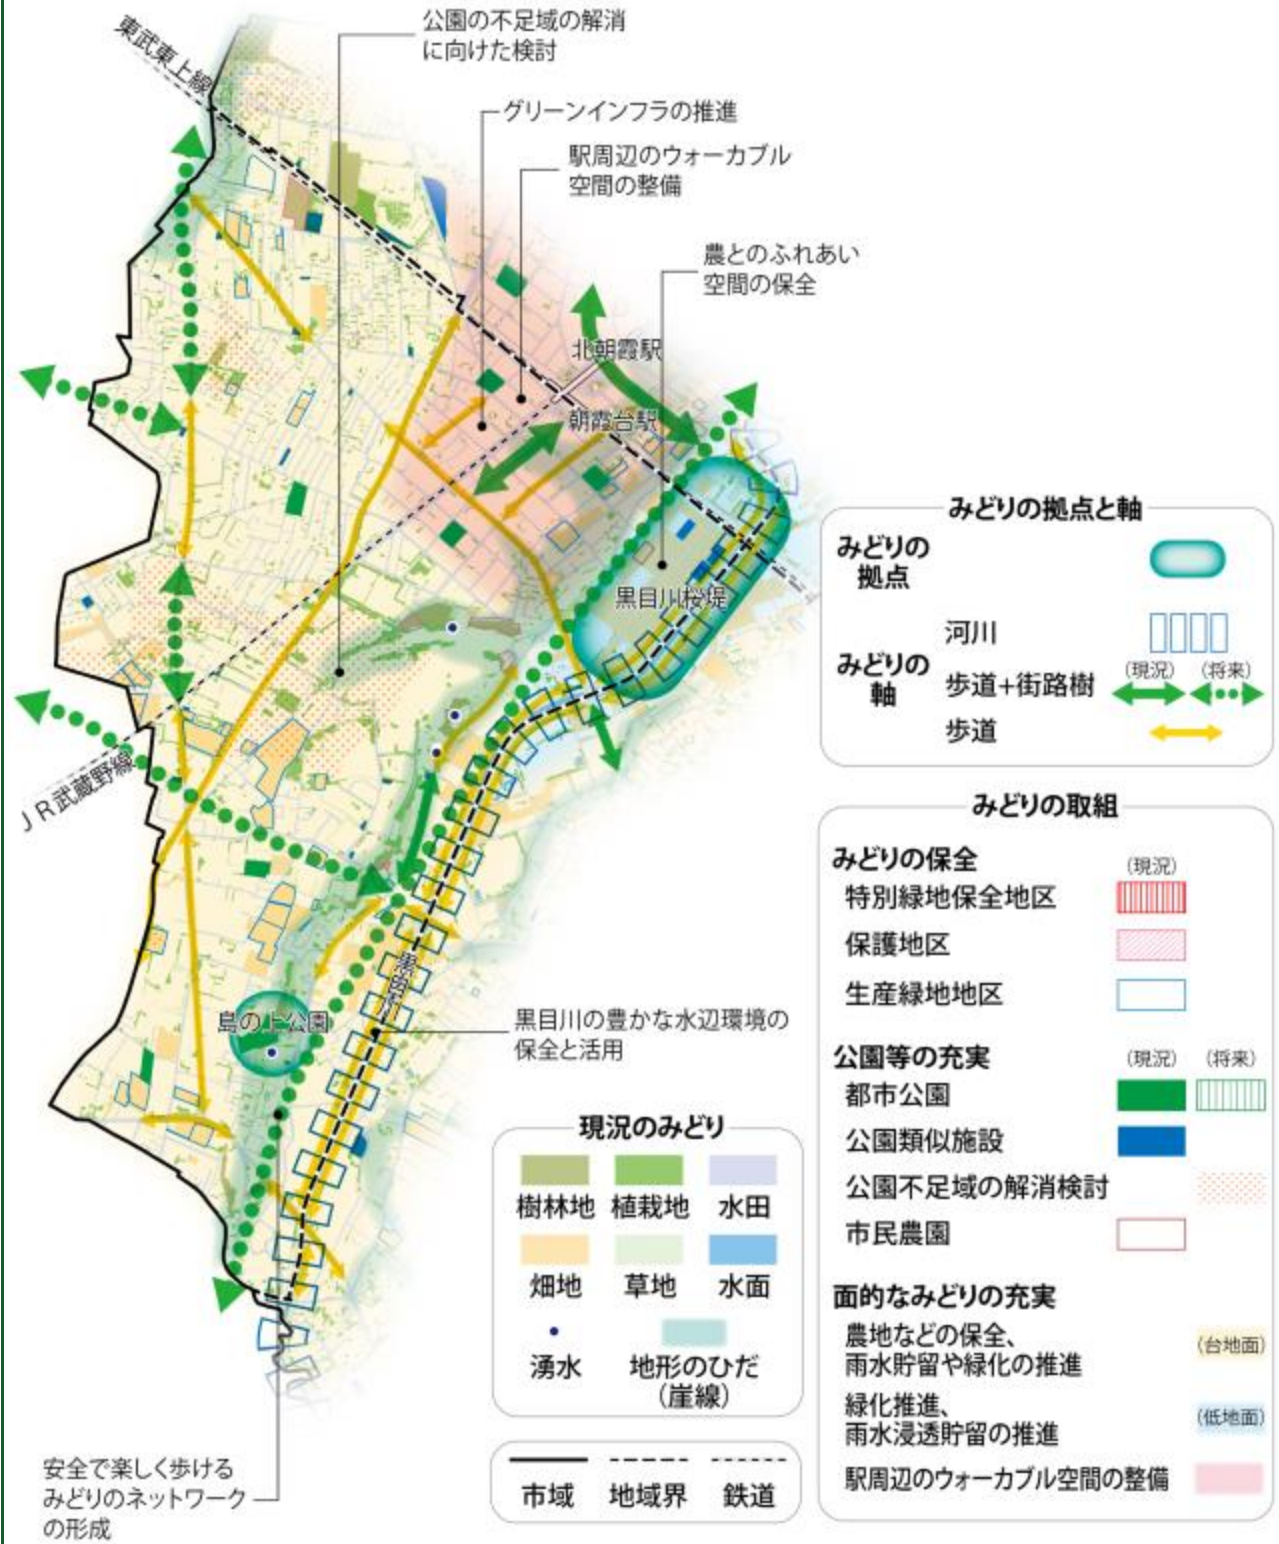 公園の不足域の解消
に向けた検討
東武東上線
グリーンインフラの推進
駅周辺のウォーカブル
空間の整備
農とのふれあい
空間の保全
北朝霞駅
朝霞台駅
黒目川桜堤
JR武蔵野線
島の上公園
黒目川
黒目川の豊かな水辺環境の
保全と活用
安全で楽しく歩ける
みどりのネットワーク
の形成
みどりの拠点と軸
みどりの
拠点
みどりの
軸
河川
(現況) (将来)
歩道+街路樹
歩道
みどりの取組
みどりの保全
(現況)
特別緑地保全地区
保護地区
生産緑地地区
公園等の充実
(現況) (将来)
都市公園
公園類似施設
公園不足域の解消検討
市民農園
面的なみどりの充実
農地などの保全、
雨水貯留や緑化の推進
(台地面)
緑化推進、
雨水浸透貯留の推進
(低地面)
駅周辺のウォーカブル空間の整備
現況のみどり
樹林地 植栽地 水田
畑地 草地 水面
湧水 地形のひだ
(崖線)
市域 地域界 鉄道